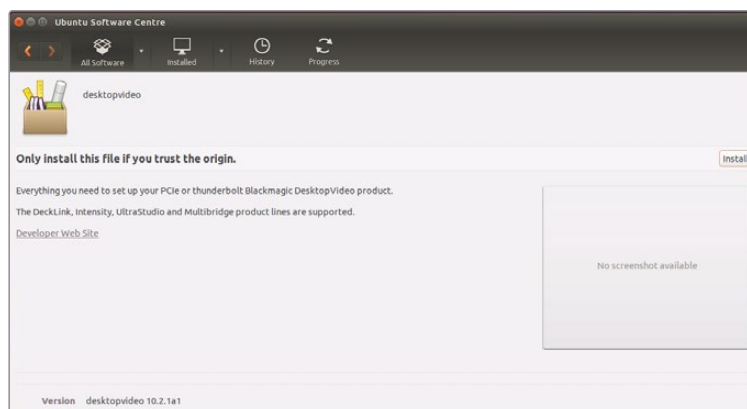 Ubuntu Software Centre
All Software
Installed
History
Progress
desktopvideo
Only install this file if you trust the origin.
Install
Everything you need to set up your PCIe or thunderbolt Blackmagic DesktopVideo product.
The DeckLink, Intensity, UltraStudio and Multibridge product lines are supported.
Developer Web Site
No screenshot available
Version desktopvideo 10.2.1a1